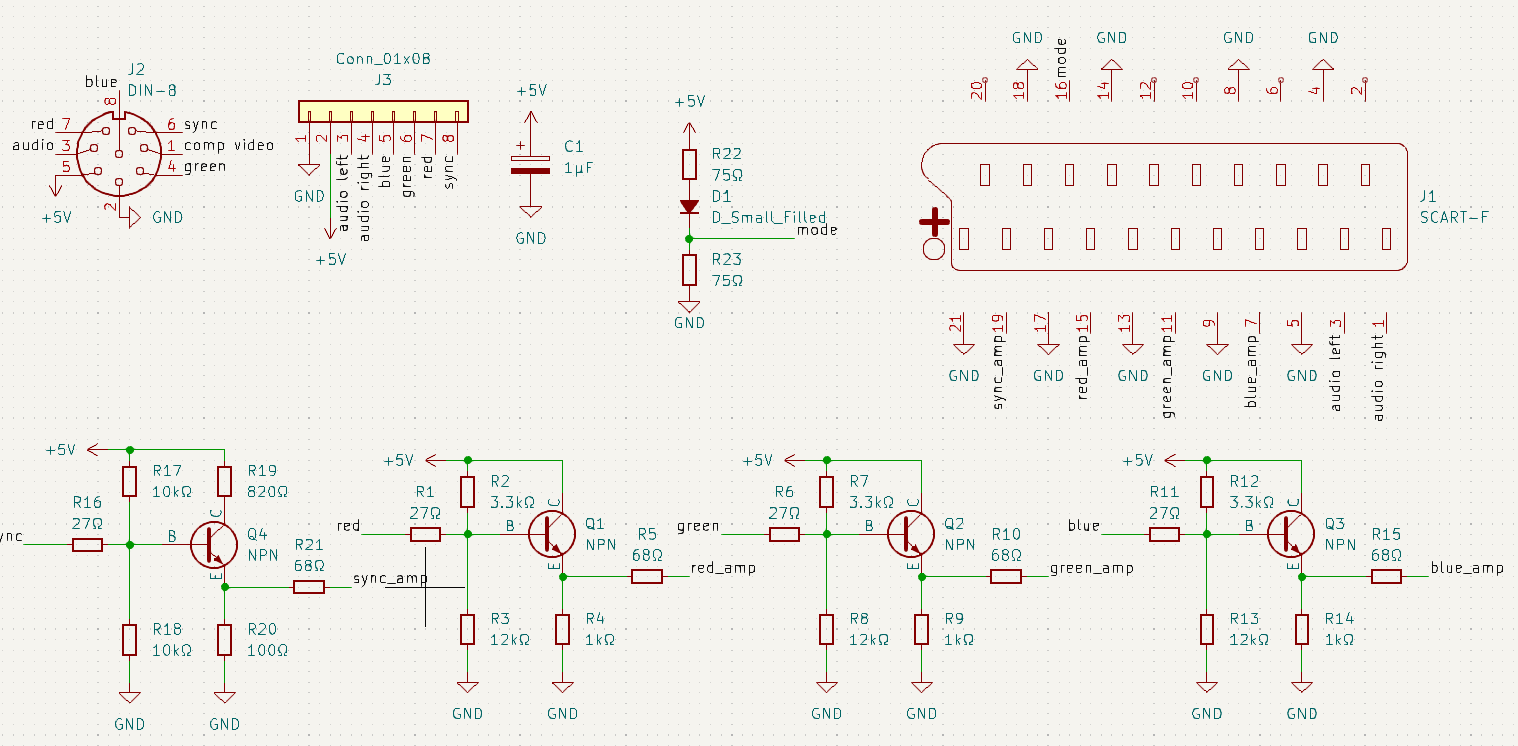 J2
DIN-8
blue
8
red 7
6 sync
audio 3
1 comp video
5
4 green
+5V
2
GND
Conn_01x08
J3
1 2 3 4 5 6 7 8
GND
audio left
audio right
blue
green
red
sync
+5V
+5V
+
C1
1µF
GND
+5V
R22
75Ω
D1
D_Small_Filled
mode
R23
75Ω
GND
GND
mode
GND
GND
GND
20 18 16 14 12 10 8 6 4 2
J1
SCART-F
21 19 17 15 13 11 9 7 5 3 1
GND
sync_amp
GND
red_amp
GND
green_amp
GND
blue_amp
GND
audio left
audio right
+5V
R17
10kΩ
R19
820Ω
R16
27Ω
nc
B
C
E
Q4
NPN
R21
68Ω
sync_amp
R18
10kΩ
R20
100Ω
GND
GND
+5V
R2
3.3kΩ
R1
27Ω
red
B
C
E
Q1
NPN
R5
68Ω
red_amp
R3
12kΩ
R4
1kΩ
GND
GND
+5V
R7
3.3kΩ
R6
27Ω
green
B
C
E
Q2
NPN
R10
68Ω
green_amp
R8
12kΩ
R9
1kΩ
GND
GND
+5V
R12
3.3kΩ
R11
27Ω
blue
B
C
E
Q3
NPN
R15
68Ω
blue_amp
R13
12kΩ
R14
1kΩ
GND
GND